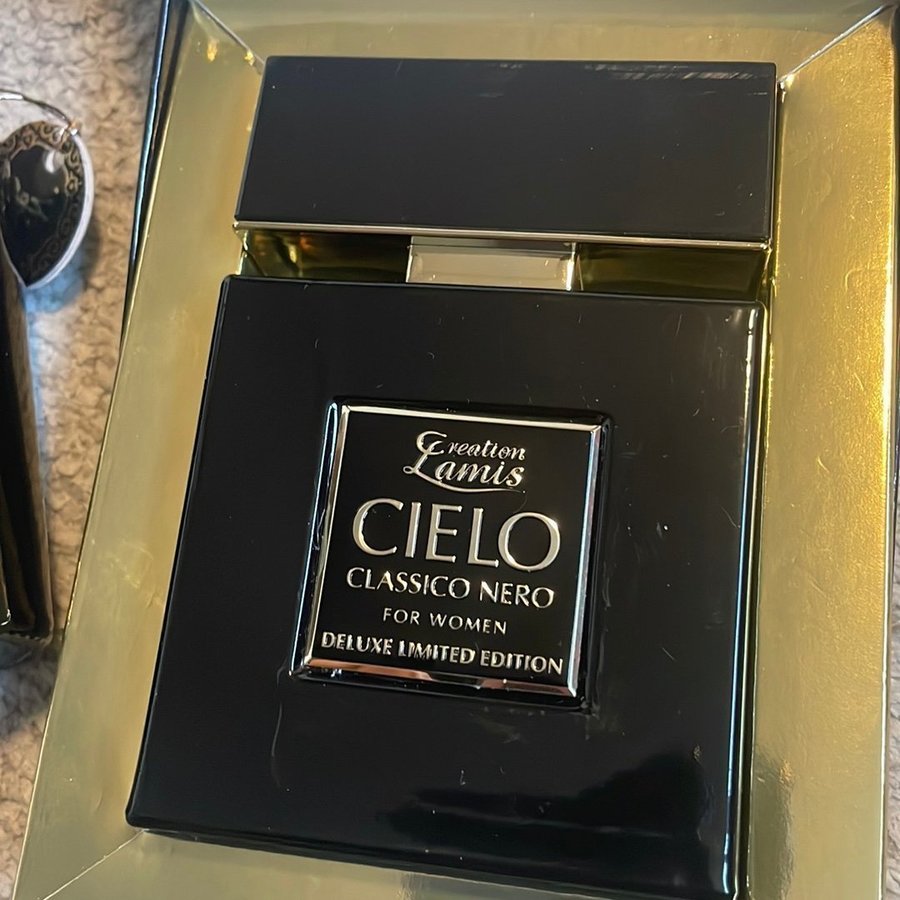 Creation
Lamis
CIELO
CLASSICO NERO
FOR WOMEN
DELUXE LIMITED EDITION